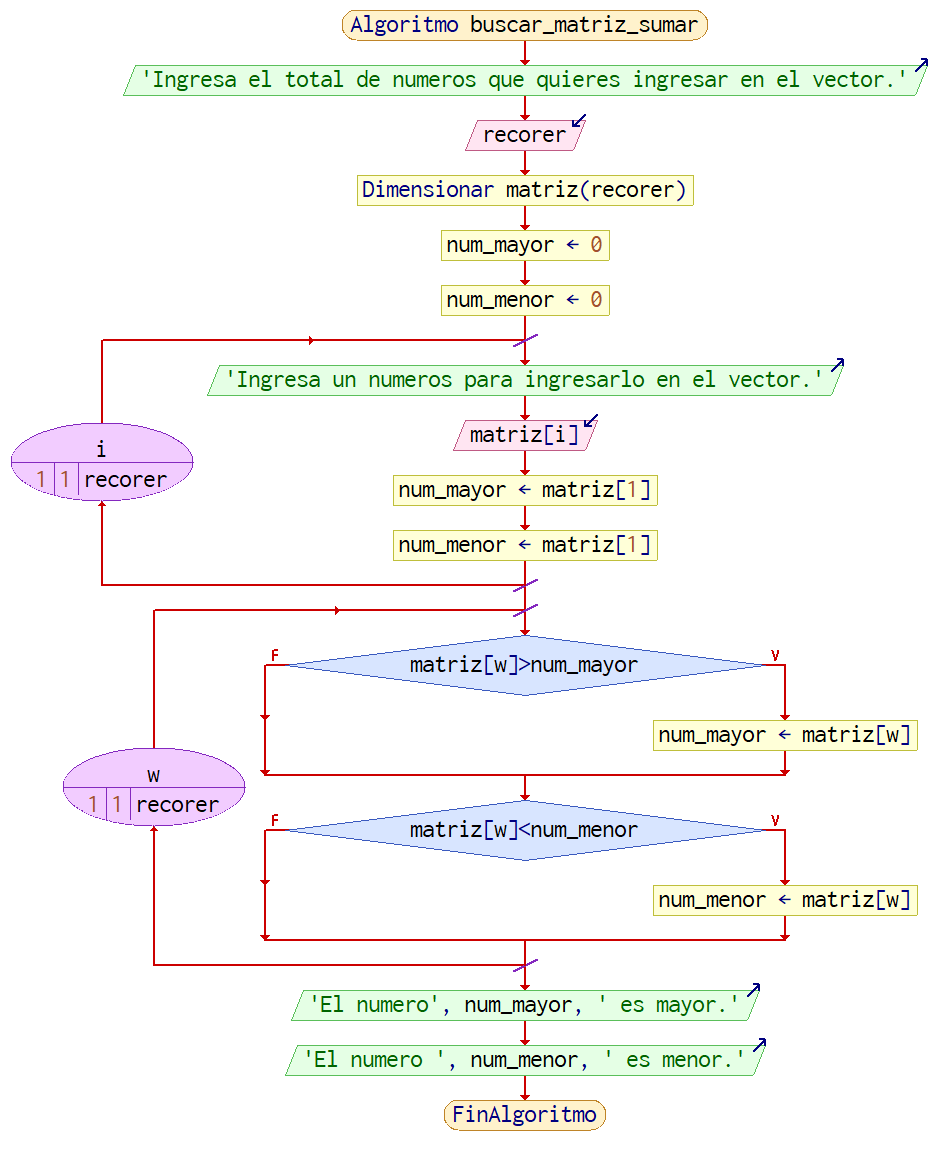 Algoritmo buscar_matriz_sumar
'Ingresa el total de numeros que quieres ingresar en el vector.'
recorer
Dimensionar matriz(recorer)
num_mayor ← 0
num_menor ← 0
'Ingresa un numeros para ingresarlo en el vector.'
matriz[i]
i
1 1 recorer
num_mayor ← matriz[1]
num_menor ← matriz[1]
F
matriz[w]>num_mayor
V
num_mayor ← matriz[w]
w
1 1 recorer
F
matriz[w]<num_menor
V
num_menor ← matriz[w]
'El numero', num_mayor, ' es mayor.'
'El numero ', num_menor, ' es menor.'
FinAlgoritmo